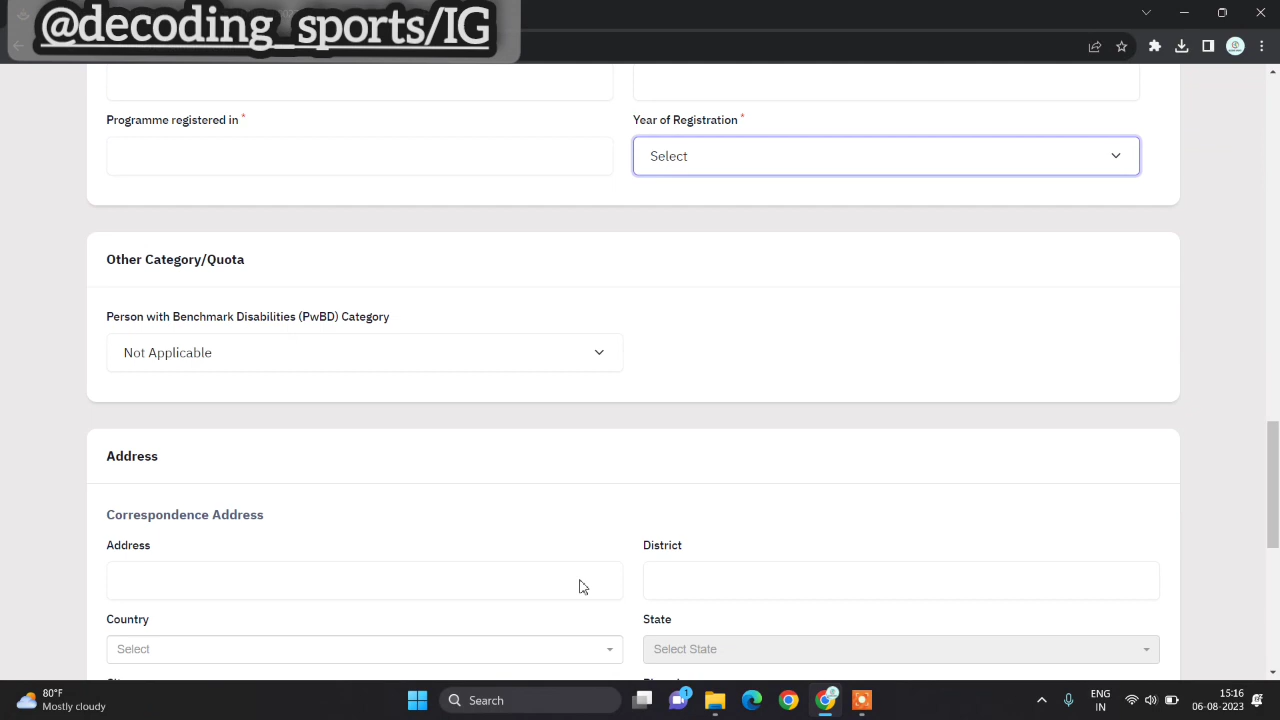 @decoding_sports/IG
Programme registered in *
Year of Registration *
Select
Other Category/Quota
Person with Benchmark Disabilities (PwBD) Category
Not Applicable
Address
Correspondence Address
Address
District
Country
State
Select
Select State
80°F
Mostly cloudy
Search
1
ENG
IN
15:16
06-08-2023